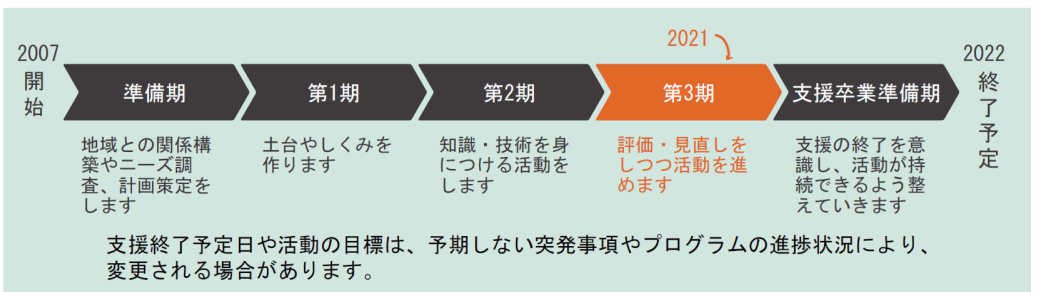 2007
開始
2021
2022
終了予定
準備期
第1期
第2期
第3期
支援卒業準備期
地域との関係構
築やニーズ調
査、計画策定を
します
土台やしくみを
作ります
知識・技術を身
につける活動を
します
評価・見直しを
しつつ活動を進
めます
支援の終了を意
識し、活動が持
続できるよう整
えていきます
支援終了予定日や活動の目標は、予期しない突発事項やプログラムの進捗状況により、
変更される場合があります。